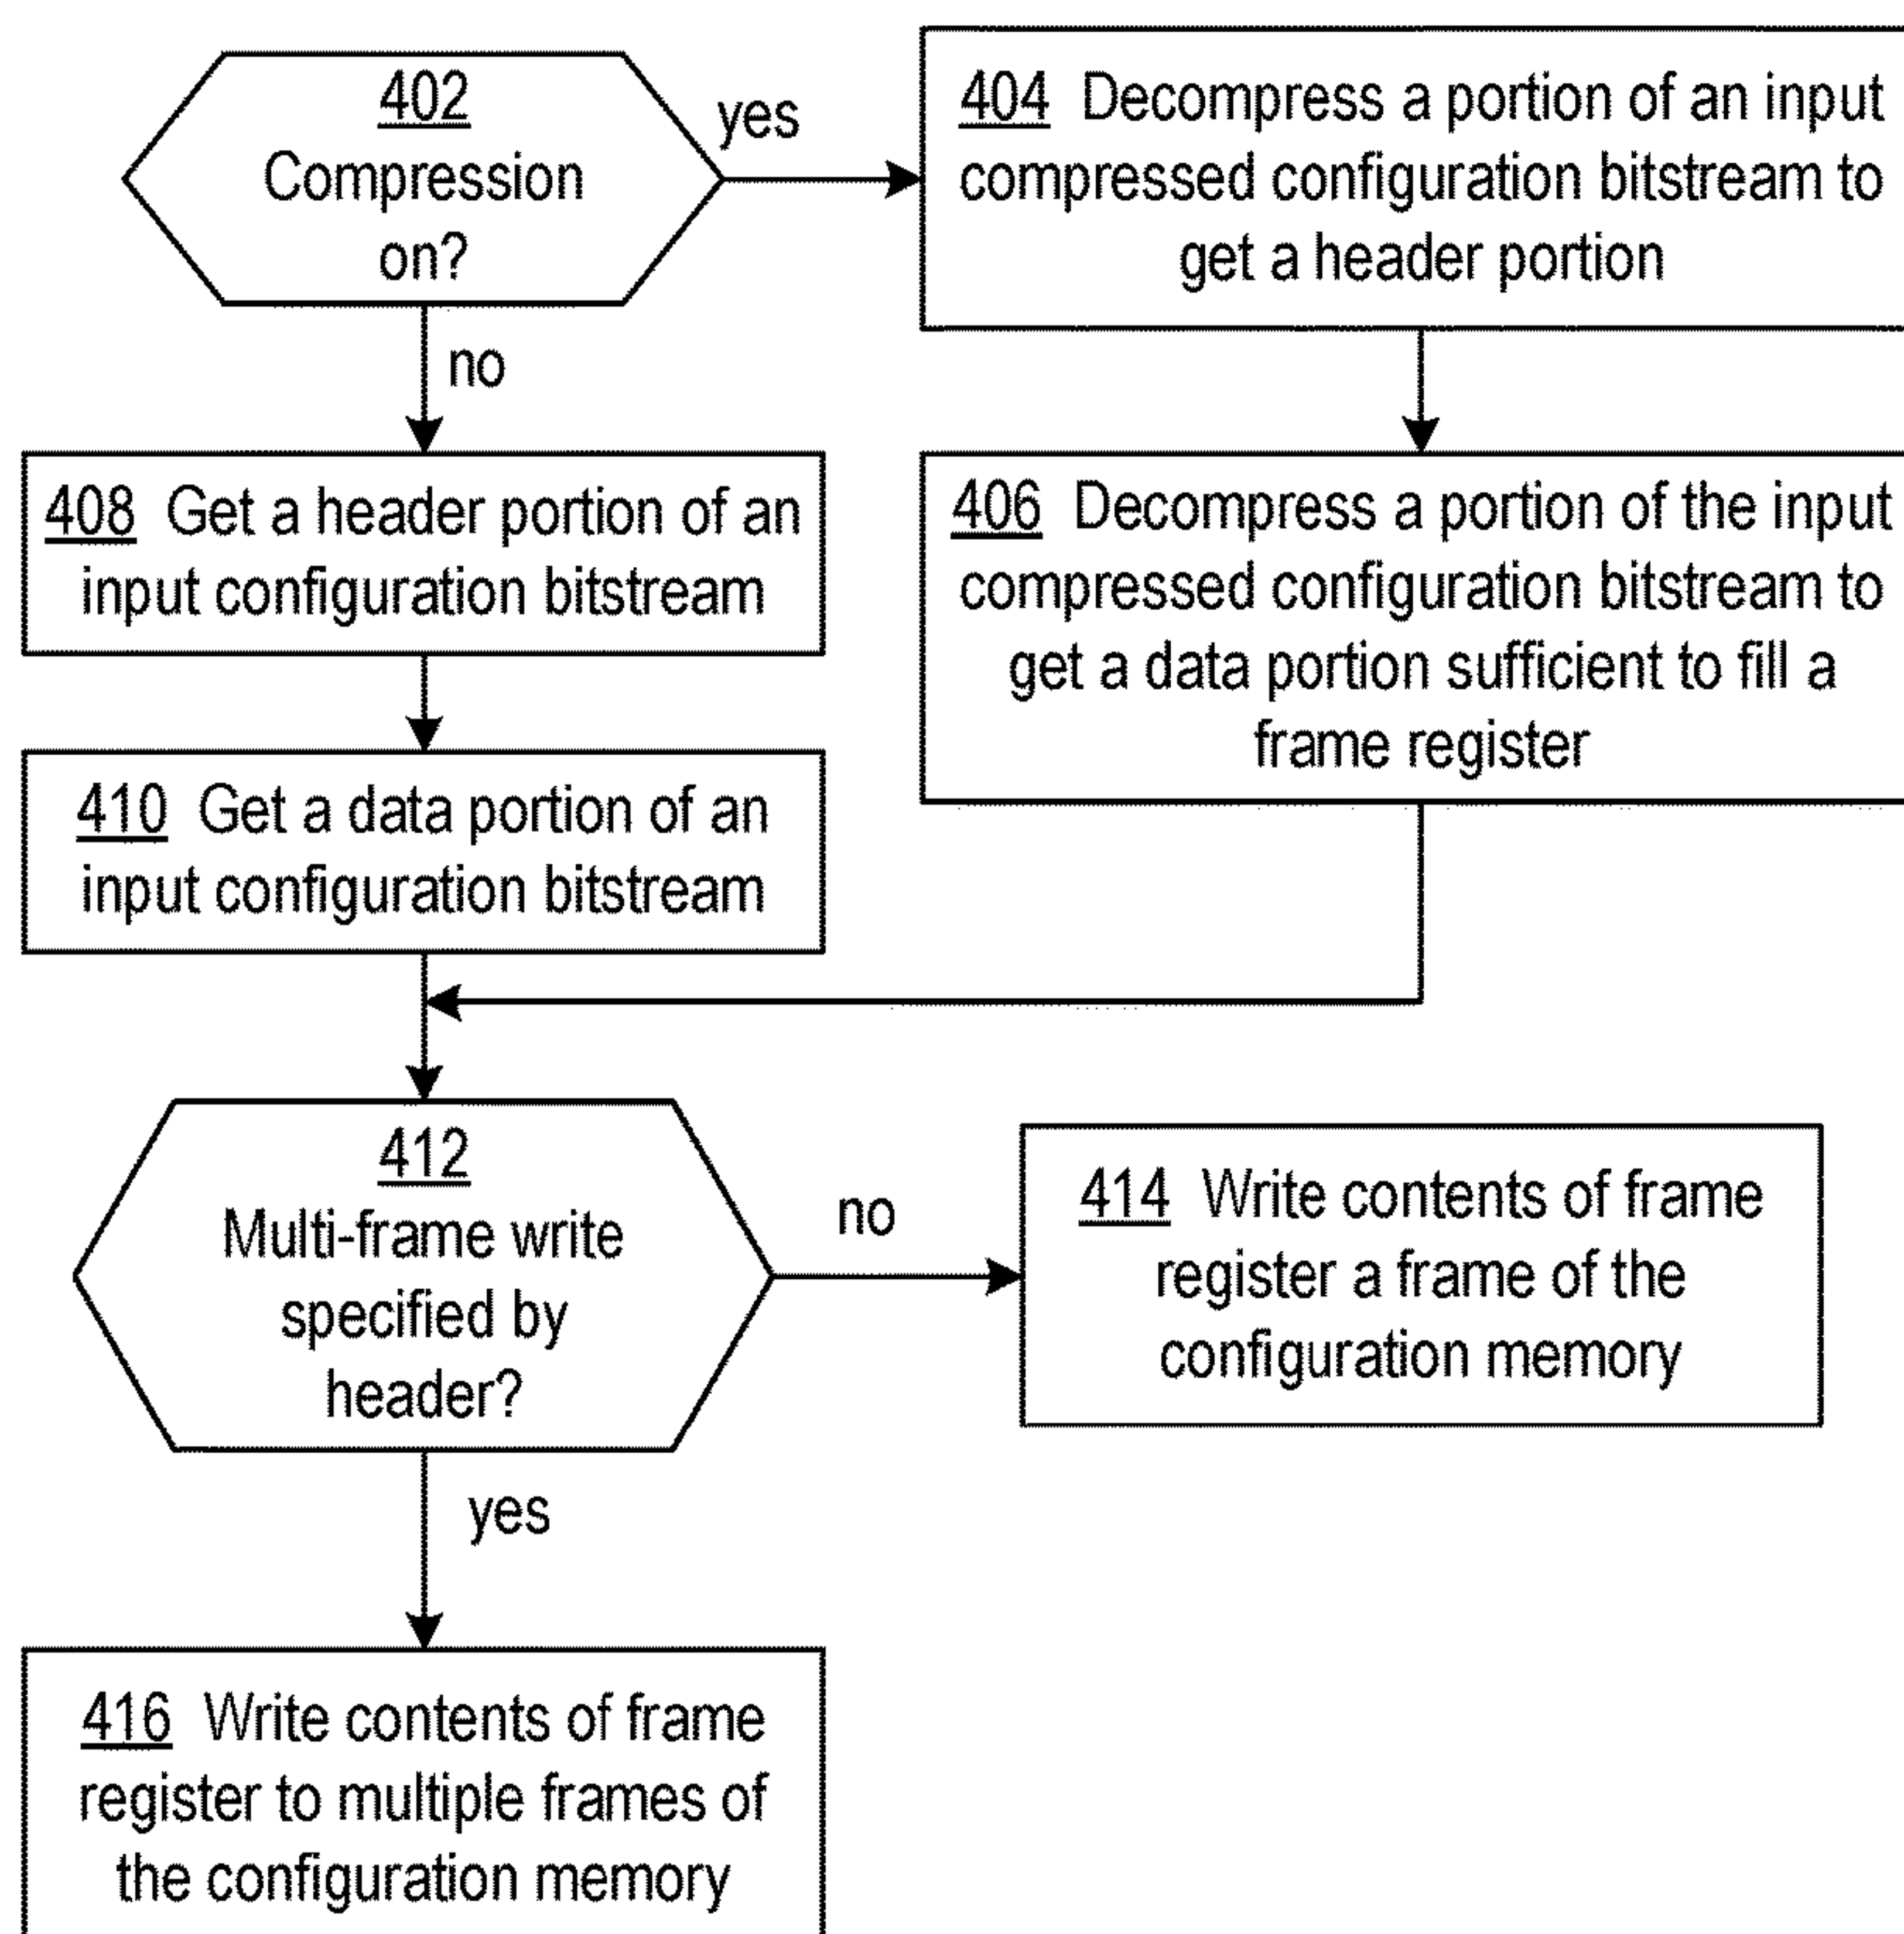 402
Compression
on?
yes
404 Decompress a portion of an input
compressed configuration bitstream to
get a header portion
no
408 Get a header portion of an
input configuration bitstream
406 Decompress a portion of the input
compressed configuration bitstream to
get a data portion sufficient to fill a
frame register
410 Get a data portion of an
input configuration bitstream
412
Multi-frame write
specified by
header?
no
414 Write contents of frame
register a frame of the
configuration memory
yes
416 Write contents of frame
register to multiple frames of
the configuration memory